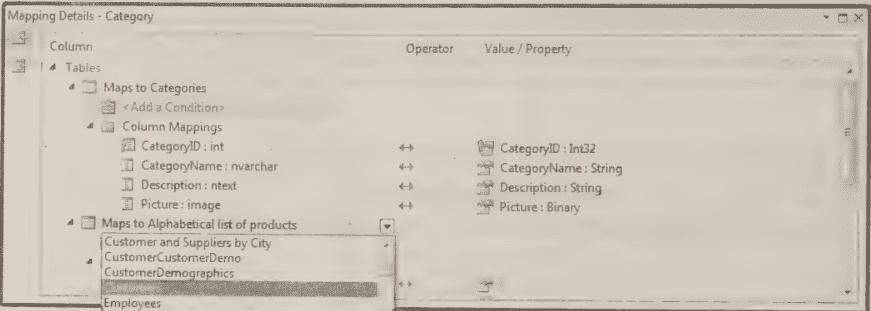 Mapping Details - Category
Column Operator Value / Property
Tables
Maps to Categories
<Add a Condition>
Column Mappings
CategoryID : int CategoryID : Int32
CategoryName : nvarchar CategoryName : String
Description : ntext Description : String
Picture : image Picture : Binary
Maps to Alphabetical list of products
Customer and Suppliers by City
CustomerCustomerDemo
CustomerDemographics
Employees